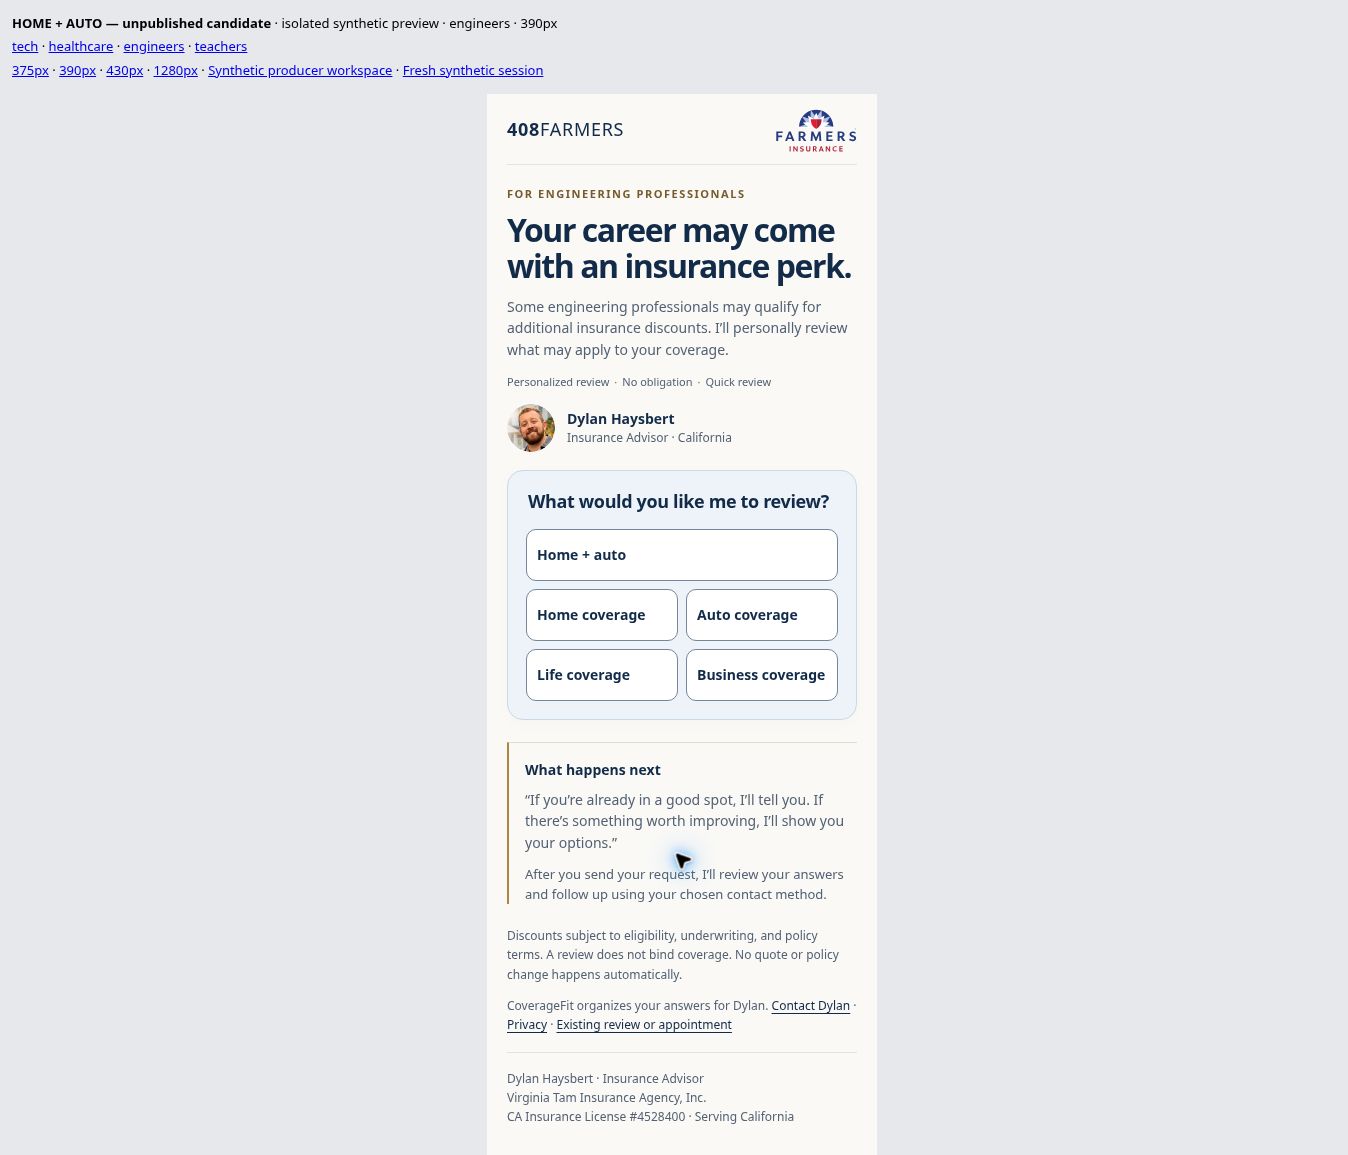 HOME + AUTO — unpublished candidate · isolated synthetic preview · engineers · 390px
tech · healthcare · engineers · teachers
375px · 390px · 430px · 1280px · Synthetic producer workspace · Fresh synthetic session
408FARMERS
FARMERS
INSURANCE
FOR ENGINEERING PROFESSIONALS
Your career may come
with an insurance perk.
Some engineering professionals may qualify for
additional insurance discounts. I’ll personally review
what may apply to your coverage.
Personalized review · No obligation · Quick review
Dylan Haysbert
Insurance Advisor · California
What would you like me to review?
Home + auto
Home coverage
Auto coverage
Life coverage
Business coverage
What happens next
“If you’re already in a good spot, I’ll tell you. If
there’s something worth improving, I’ll show you
your options.”
After you send your request, I’ll review your answers
and follow up using your chosen contact method.
Discounts subject to eligibility, underwriting, and policy
terms. A review does not bind coverage. No quote or policy
change happens automatically.
CoverageFit organizes your answers for Dylan. Contact Dylan ·
Privacy · Existing review or appointment
Dylan Haysbert · Insurance Advisor
Virginia Tam Insurance Agency, Inc.
CA Insurance License #4528400 · Serving California